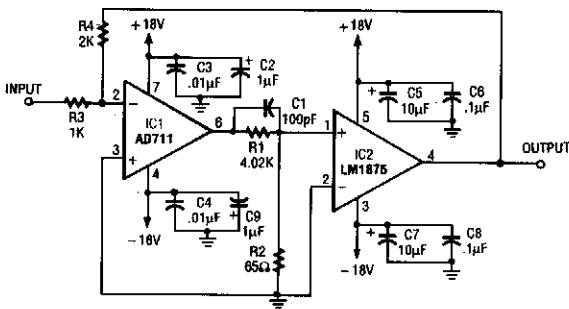 R4
2K
+18V
7
C3
.01µF
+
C2
1µF
+18V
INPUT
R3
1K
2
−
IC1
AD711
3
+
6
4
C1
100pF
R1
4.02K
1
+
5
+
C5
10µF
C6
.1µF
IC2
LM1875
4
OUTPUT
2
−
3
C4
.01µF
+
C9
1µF
−18V
R2
65Ω
+
C7
10µF
C8
.1µF
−18V